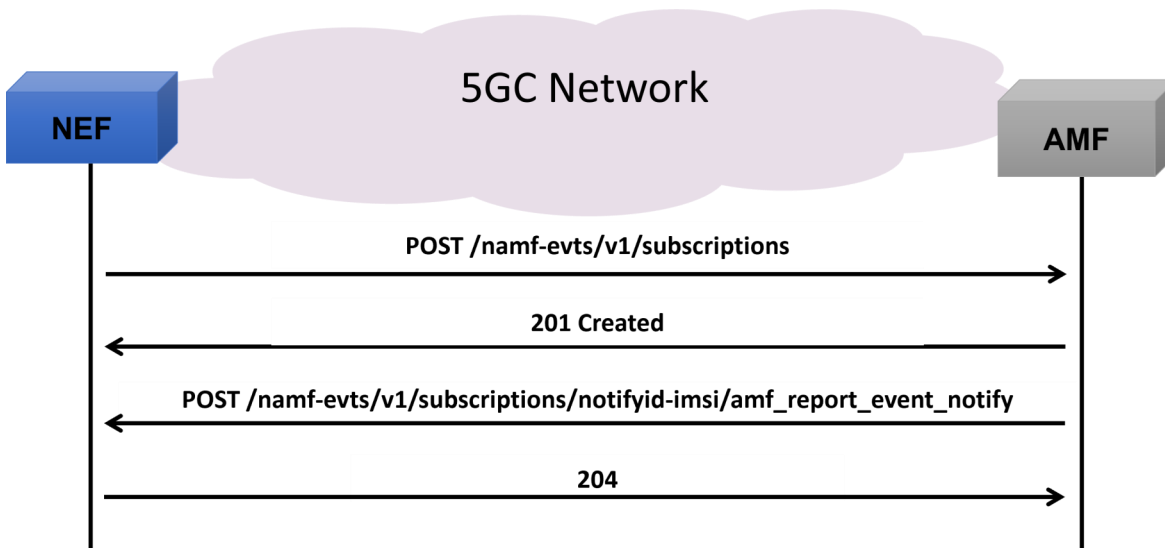 5GC Network
NEF
AMF
POST /namf-evts/v1/subscriptions
201 Created
POST /namf-evts/v1/subscriptions/notifyid-imsi/amf_report_event_notify
204